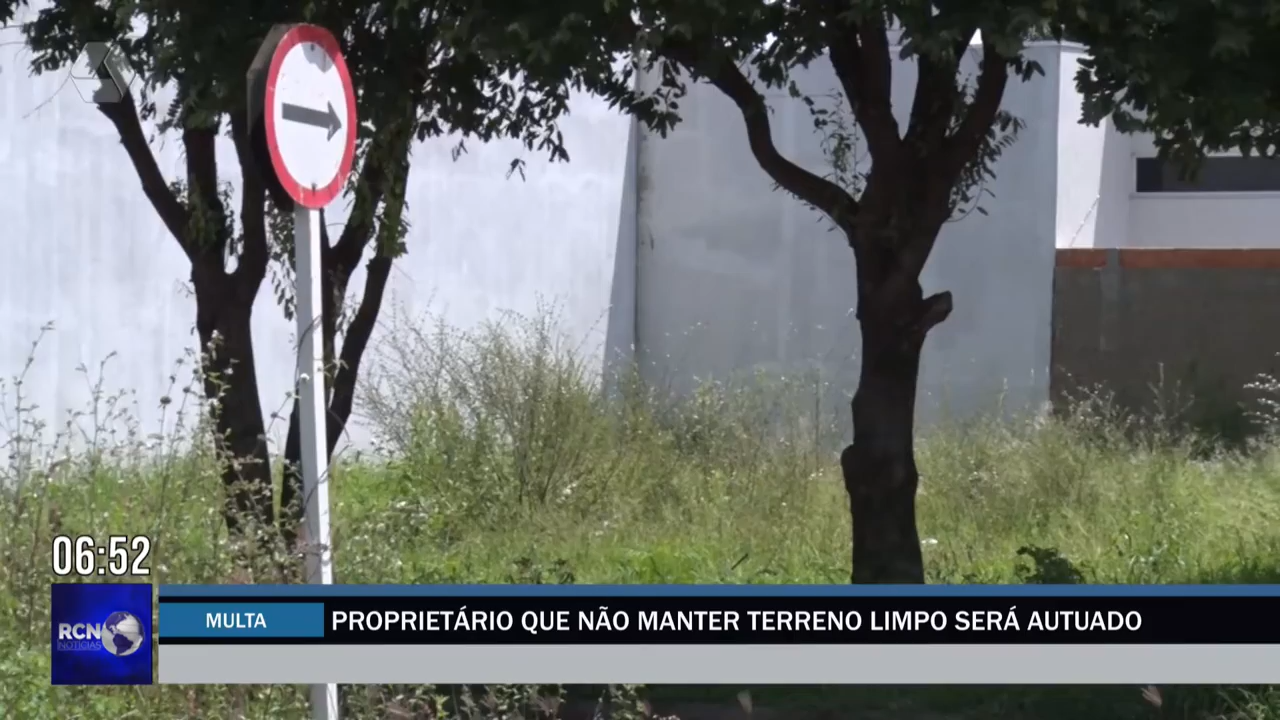 06:52
RCN
NOTÍCIAS
MULTA
PROPRIETÁRIO QUE NÃO MANTER TERRENO LIMPO SERÁ AUTUADO